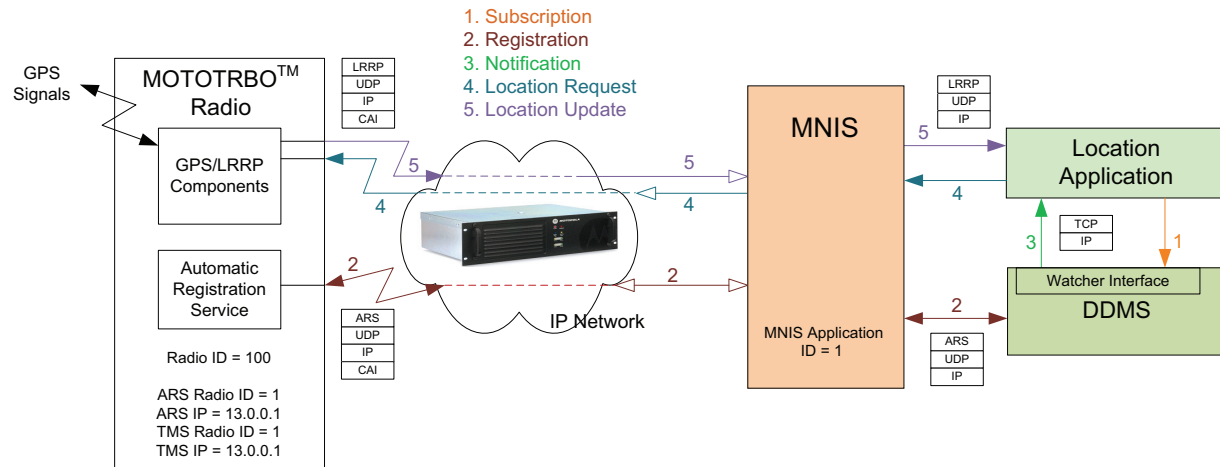 1. Subscription
2. Registration
3. Notification
4. Location Request
5. Location Update
GPS
Signals
MOTOTRBO™
Radio
GPS/LRRP
Components
Automatic
Registration
Service
Radio ID = 100
ARS Radio ID = 1
ARS IP = 13.0.0.1
TMS Radio ID = 1
TMS IP = 13.0.0.1
LRRP
UDP
IP
CAI
5
4
2
ARS
UDP
IP
CAI
MOTOROLA
IP Network
5
4
2
MNIS
MNIS Application
ID = 1
LRRP
UDP
IP
5
4
Location
Application
3
TCP
IP
1
Watcher Interface
DDMS
2
ARS
UDP
IP